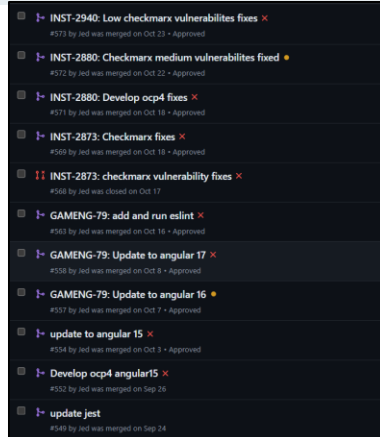 INST-2940: Low checkmarx vulnerabilites fixes ×
#573 by Jed was merged on Oct 23 • Approved
INST-2880: Checkmarx medium vulnerabilites fixed •
#572 by Jed was merged on Oct 22 • Approved
INST-2880: Develop ocp4 fixes ×
#571 by Jed was merged on Oct 18 • Approved
INST-2873: Checkmarx fixes ×
#569 by Jed was merged on Oct 18 • Approved
INST-2873: checkmarx vulnerability fixes ×
#568 by Jed was closed on Oct 17
GAMENG-79: add and run eslint ×
#563 by Jed was merged on Oct 16 • Approved
GAMENG-79: Update to angular 17 ×
#558 by Jed was merged on Oct 8 • Approved
GAMENG-79: Update to angular 16 •
#557 by Jed was merged on Oct 7 • Approved
update to angular 15 ×
#554 by Jed was merged on Oct 3 • Approved
Develop ocp4 angular15 ×
#552 by Jed was merged on Sep 26
update jest
#549 by Jed was merged on Sep 24